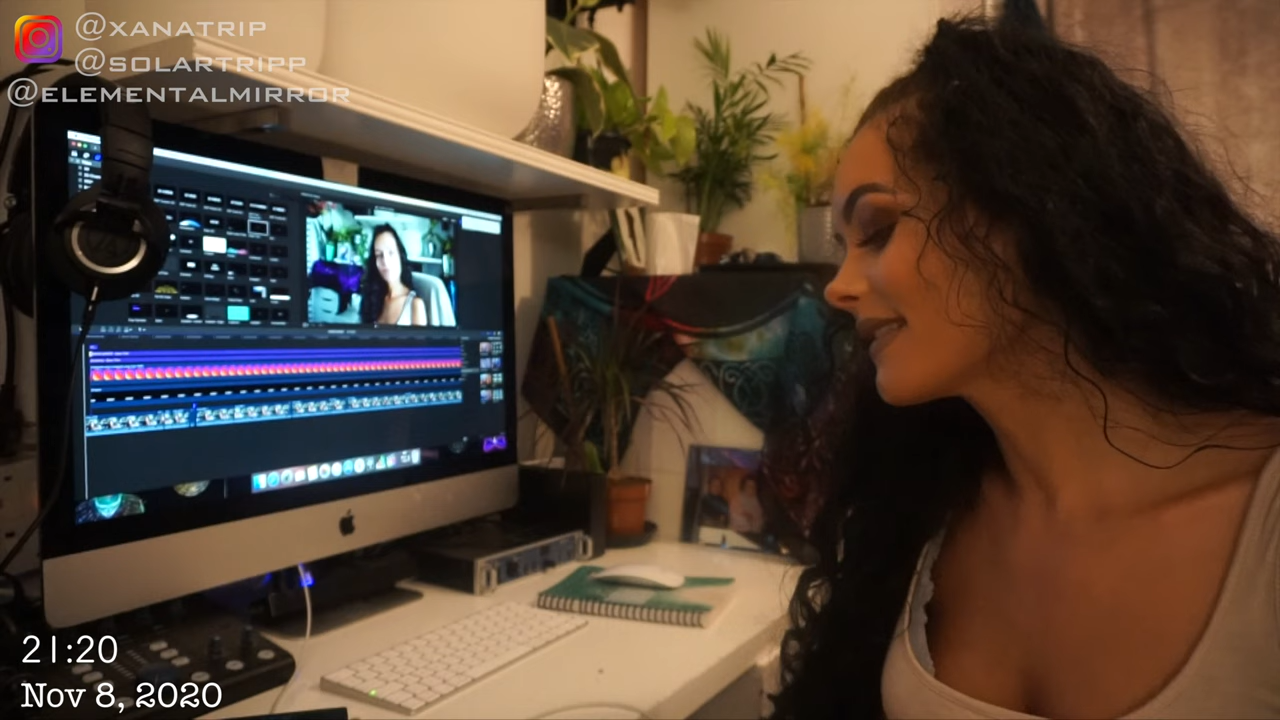 @XANATRIP
@SOLARTRIPP
@ELEMENTALMIRROR
21:20
Nov 8, 2020